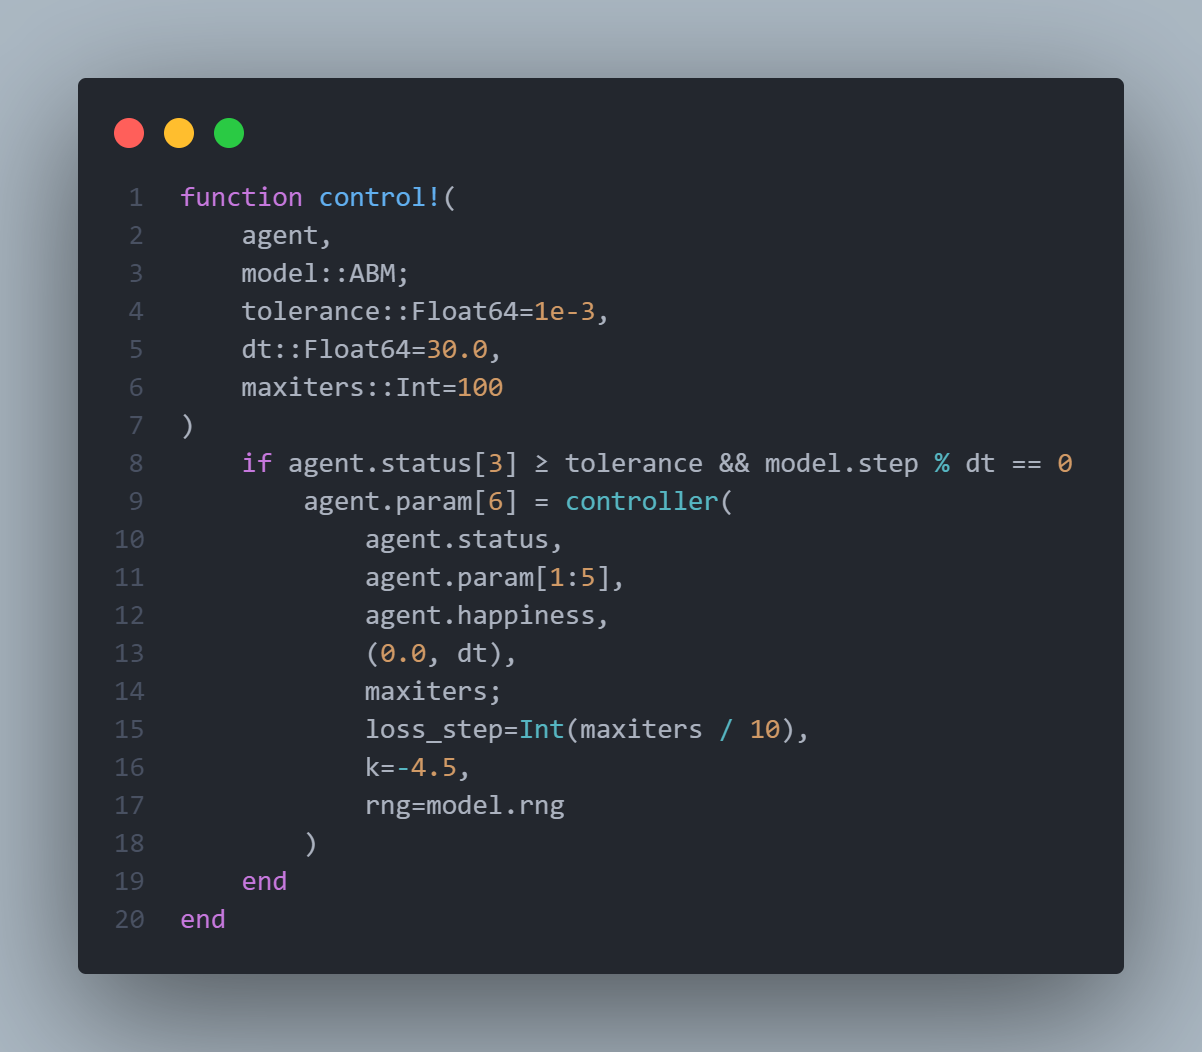 1 function control!(
2     agent,
3     model::ABM;
4     tolerance::Float64=1e-3,
5     dt::Float64=30.0,
6     maxiters::Int=100
7 )
8     if agent.status[3] ≥ tolerance && model.step % dt == 0
9         agent.param[6] = controller(
10             agent.status,
11             agent.param[1:5],
12             agent.happiness,
13             (0.0, dt),
14             maxiters;
15             loss_step=Int(maxiters / 10),
16             k=-4.5,
17             rng=model.rng
18         )
19     end
20 end